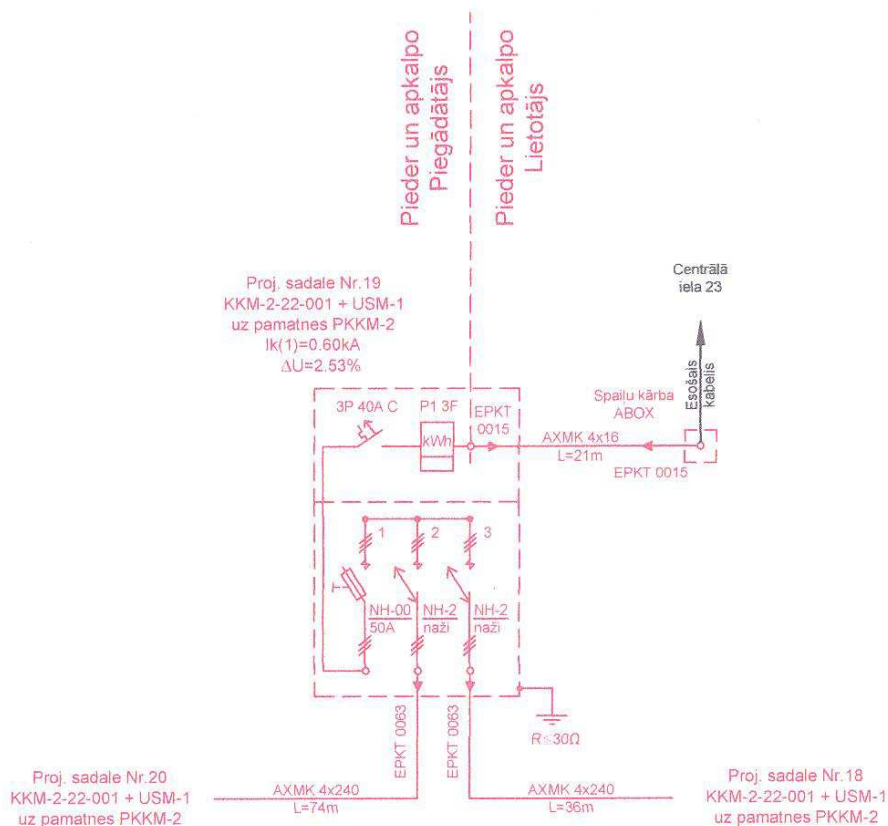 Pieder un apkalpo
Piegādātājs
Pieder un apkalpo
Lietotājs
Proj. sadale Nr.19
KKM-2-22-001 + USM-1
uz pamatnes PKKM-2
Ik(1)=0.60kA
ΔU=2.53%
Centrālā
iela 23
Esošais
kabelis
Spaiļu kārba
ABOX
3P 40A C
P1 3F
kWh
EPKT
0015
AXMK 4x16
L=21m
EPKT 0015
1
2
3
NH-00
50A
NH-2
naži
NH-2
naži
EPKT 0063
EPKT 0063
R≤30Ω
Proj. sadale Nr.20
KKM-2-22-001 + USM-1
uz pamatnes PKKM-2
AXMK 4x240
L=74m
AXMK 4x240
L=36m
Proj. sadale Nr.18
KKM-2-22-001 + USM-1
uz pamatnes PKKM-2